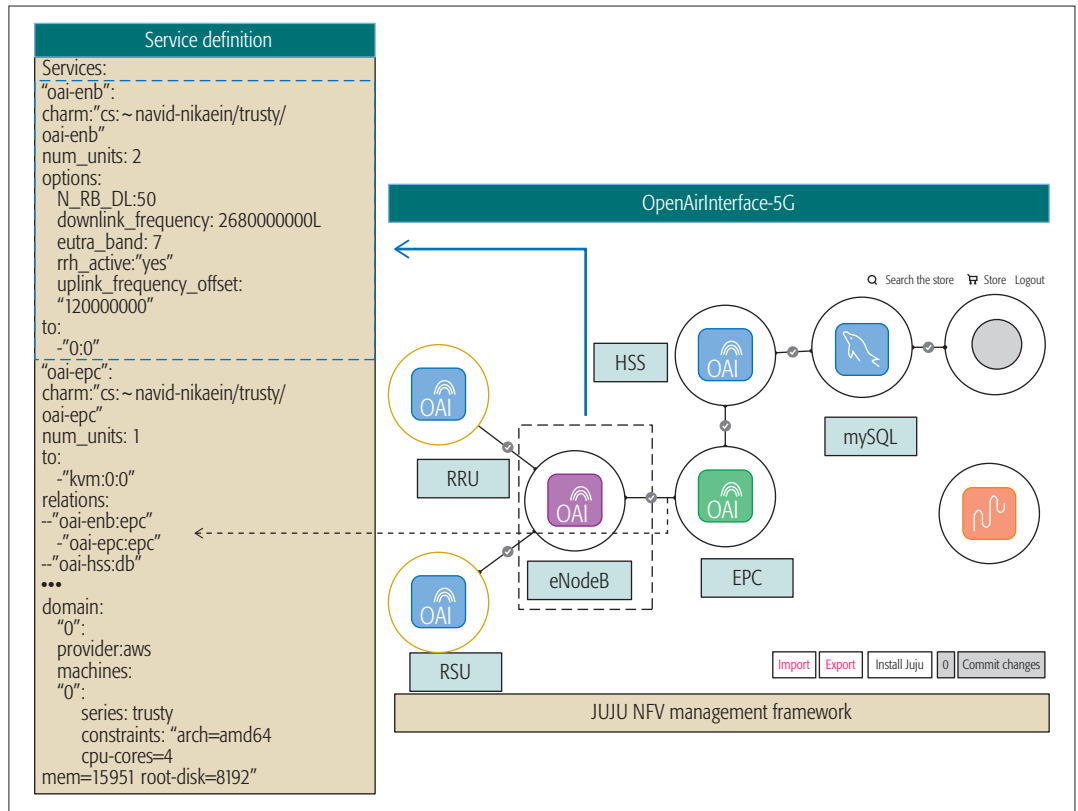 Service definition
Services:
“oai-enb”:
charm:”cs:~navid-nikaein/trusty/
oai-enb”
num_units: 2
options:
N_RB_DL:50
downlink_frequency: 2680000000L
eutra_band: 7
rrh_active:”yes”
uplink_frequency_offset:
“120000000”
to:
-”0:0”
“oai-epc”:
charm:”cs:~navid-nikaein/trusty/
oai-epc”
num_units: 1
to:
-”kvm:0:0”
relations:
--”oai-enb:epc”
-”oai-epc:epc”
--”oai-hss:db”
•••
domain:
“0”:
provider:aws
machines:
“0”:
series: trusty
constraints: “arch=amd64
cpu-cores=4
mem=15951 root-disk=8192”
OpenAirInterface-5G
Search the store Store Logout
OAI
HSS
mySQL
OAI
RRU
OAI
eNodeB
OAI
EPC
OAI
RSU
Import Export Install Juju 0 Commit changes
JUJU NFV management framework